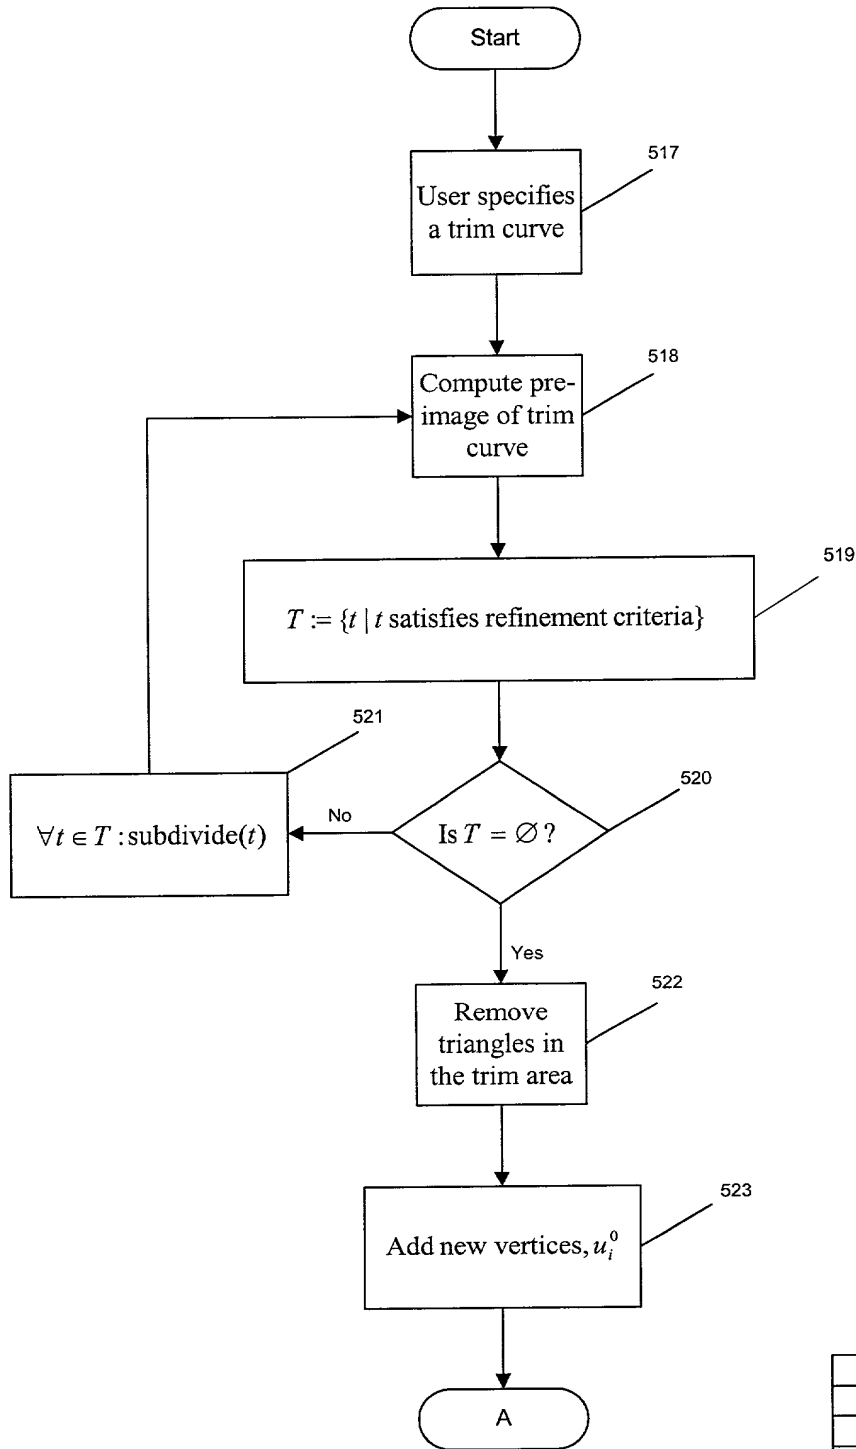 Start
517
User specifies
a trim curve
518
Compute pre-
image of trim
curve
519
T := {t | t satisfies refinement criteria}
521
∀t ∈ T : subdivide(t)
No
520
Is T = ∅ ?
Yes
522
Remove
triangles in
the trim area
523
Add new vertices, u_i^0
A